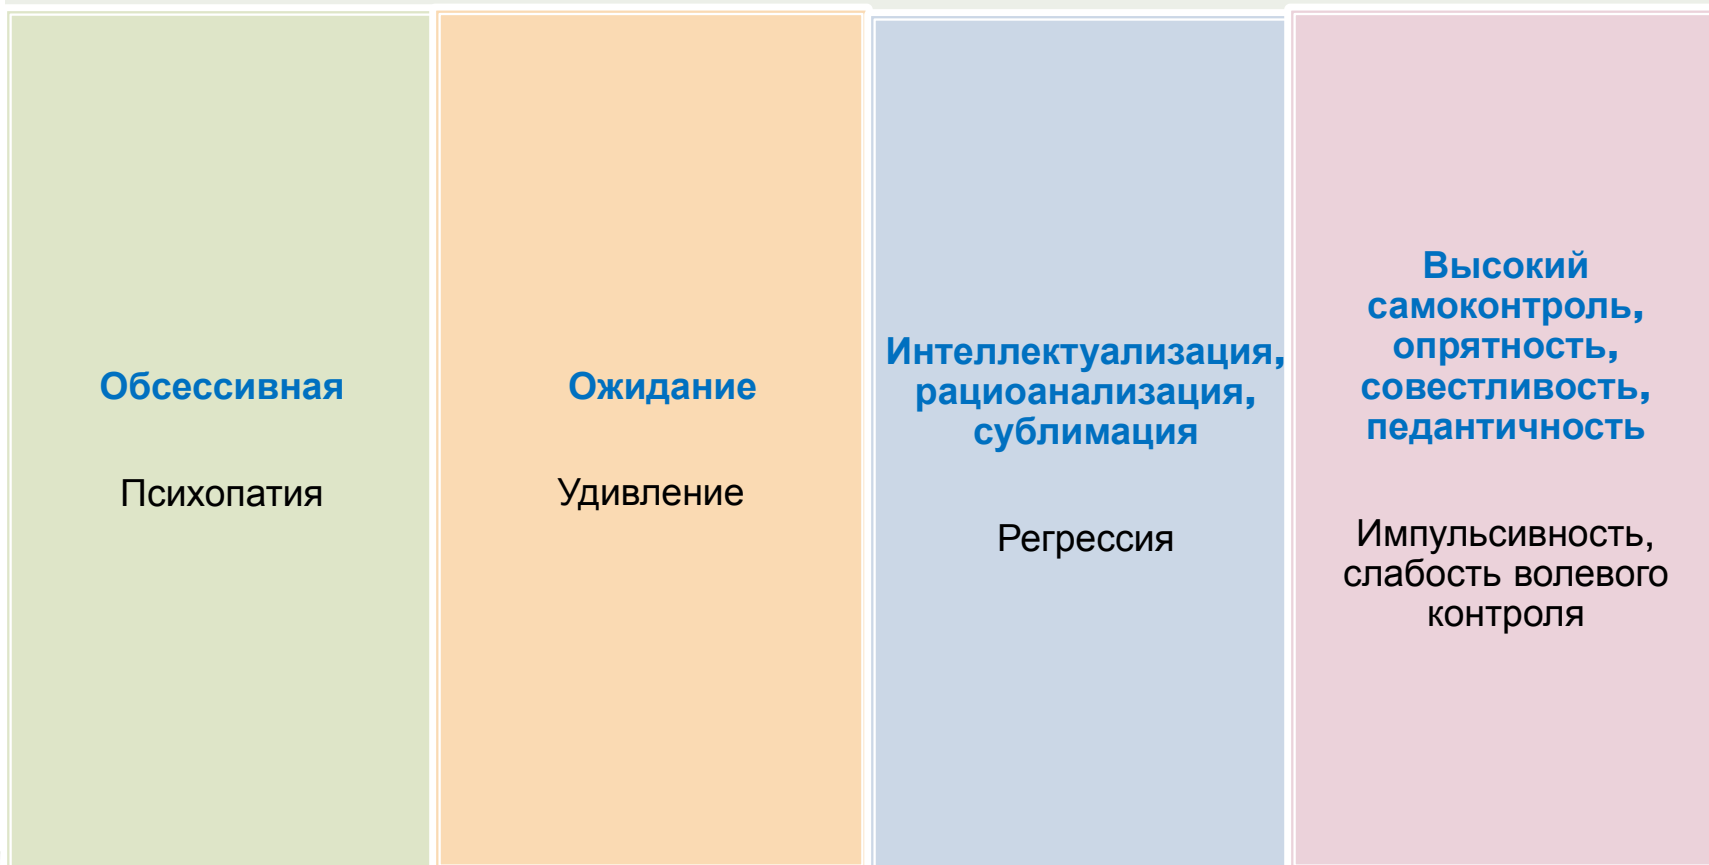 Обсессивная
Психопатия
Ожидание
Удивление
Интеллектуализация,
рациоанализация,
сублимация
Регрессия
Высокий
самоконтроль,
опрятность,
совестливость,
педантичность
Импульсивность,
слабость волевого
контроля